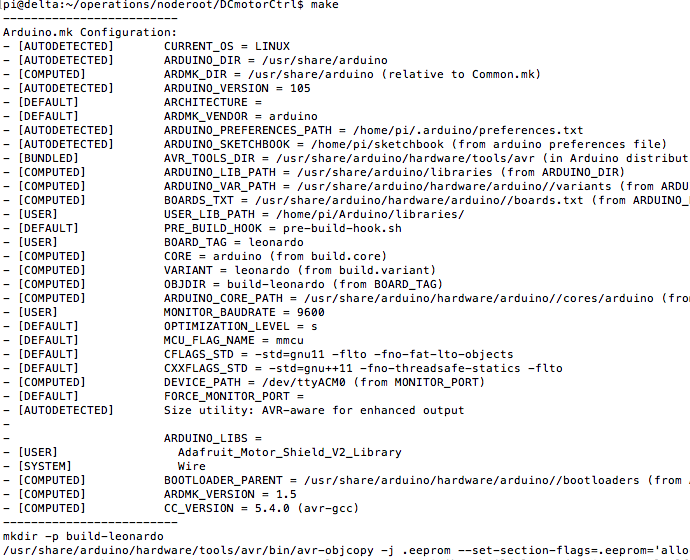 pi@delta:~/operations/noderoot/DCmotorCtrl$ make
-------------------------
Arduino.mk Configuration:
- [AUTODETECTED] CURRENT_OS = LINUX
- [AUTODETECTED] ARDUINO_DIR = /usr/share/arduino
- [COMPUTED] ARDMK_DIR = /usr/share/arduino (relative to Common.mk)
- [AUTODETECTED] ARDUINO_VERSION = 105
- [DEFAULT] ARCHITECTURE =
- [DEFAULT] ARDMK_VENDOR = arduino
- [AUTODETECTED] ARDUINO_PREFERENCES_PATH = /home/pi/.arduino/preferences.txt
- [AUTODETECTED] ARDUINO_SKETCHBOOK = /home/pi/sketchbook (from arduino preferences file)
- [BUNDLED] AVR_TOOLS_DIR = /usr/share/arduino/hardware/tools/avr (in Arduino distribut
- [COMPUTED] ARDUINO_LIB_PATH = /usr/share/arduino/libraries (from ARDUINO_DIR)
- [COMPUTED] ARDUINO_VAR_PATH = /usr/share/arduino/hardware/arduino//variants (from ARDU
- [COMPUTED] BOARDS_TXT = /usr/share/arduino/hardware/arduino//boards.txt (from ARDUINO_
- [USER] USER_LIB_PATH = /home/pi/Arduino/libraries/
- [DEFAULT] PRE_BUILD_HOOK = pre-build-hook.sh
- [USER] BOARD_TAG = leonardo
- [COMPUTED] CORE = arduino (from build.core)
- [COMPUTED] VARIANT = leonardo (from build.variant)
- [COMPUTED] OBJDIR = build-leonardo (from BOARD_TAG)
- [COMPUTED] ARDUINO_CORE_PATH = /usr/share/arduino/hardware/arduino//cores/arduino (fro
- [USER] MONITOR_BAUDRATE = 9600
- [DEFAULT] OPTIMIZATION_LEVEL = s
- [DEFAULT] MCU_FLAG_NAME = mmcu
- [DEFAULT] CFLAGS_STD = -std=gnu11 -flto -fno-fat-lto-objects
- [DEFAULT] CXXFLAGS_STD = -std=gnu++11 -fno-threadsafe-statics -flto
- [COMPUTED] DEVICE_PATH = /dev/ttyACM0 (from MONITOR_PORT)
- [DEFAULT] FORCE_MONITOR_PORT =
- [AUTODETECTED] Size utility: AVR-aware for enhanced output
-
- ARDUINO_LIBS =
- [USER] Adafruit_Motor_Shield_V2_Library
- [SYSTEM] Wire
- [COMPUTED] BOOTLOADER_PARENT = /usr/share/arduino/hardware/arduino//bootloaders (from
- [COMPUTED] ARDMK_VERSION = 1.5
- [COMPUTED] CC_VERSION = 5.4.0 (avr-gcc)
-------------------------
mkdir -p build-leonardo
/usr/share/arduino/hardware/tools/avr/bin/avr-objcopy -j .eeprom --set-section-flags=.eeprom='allo